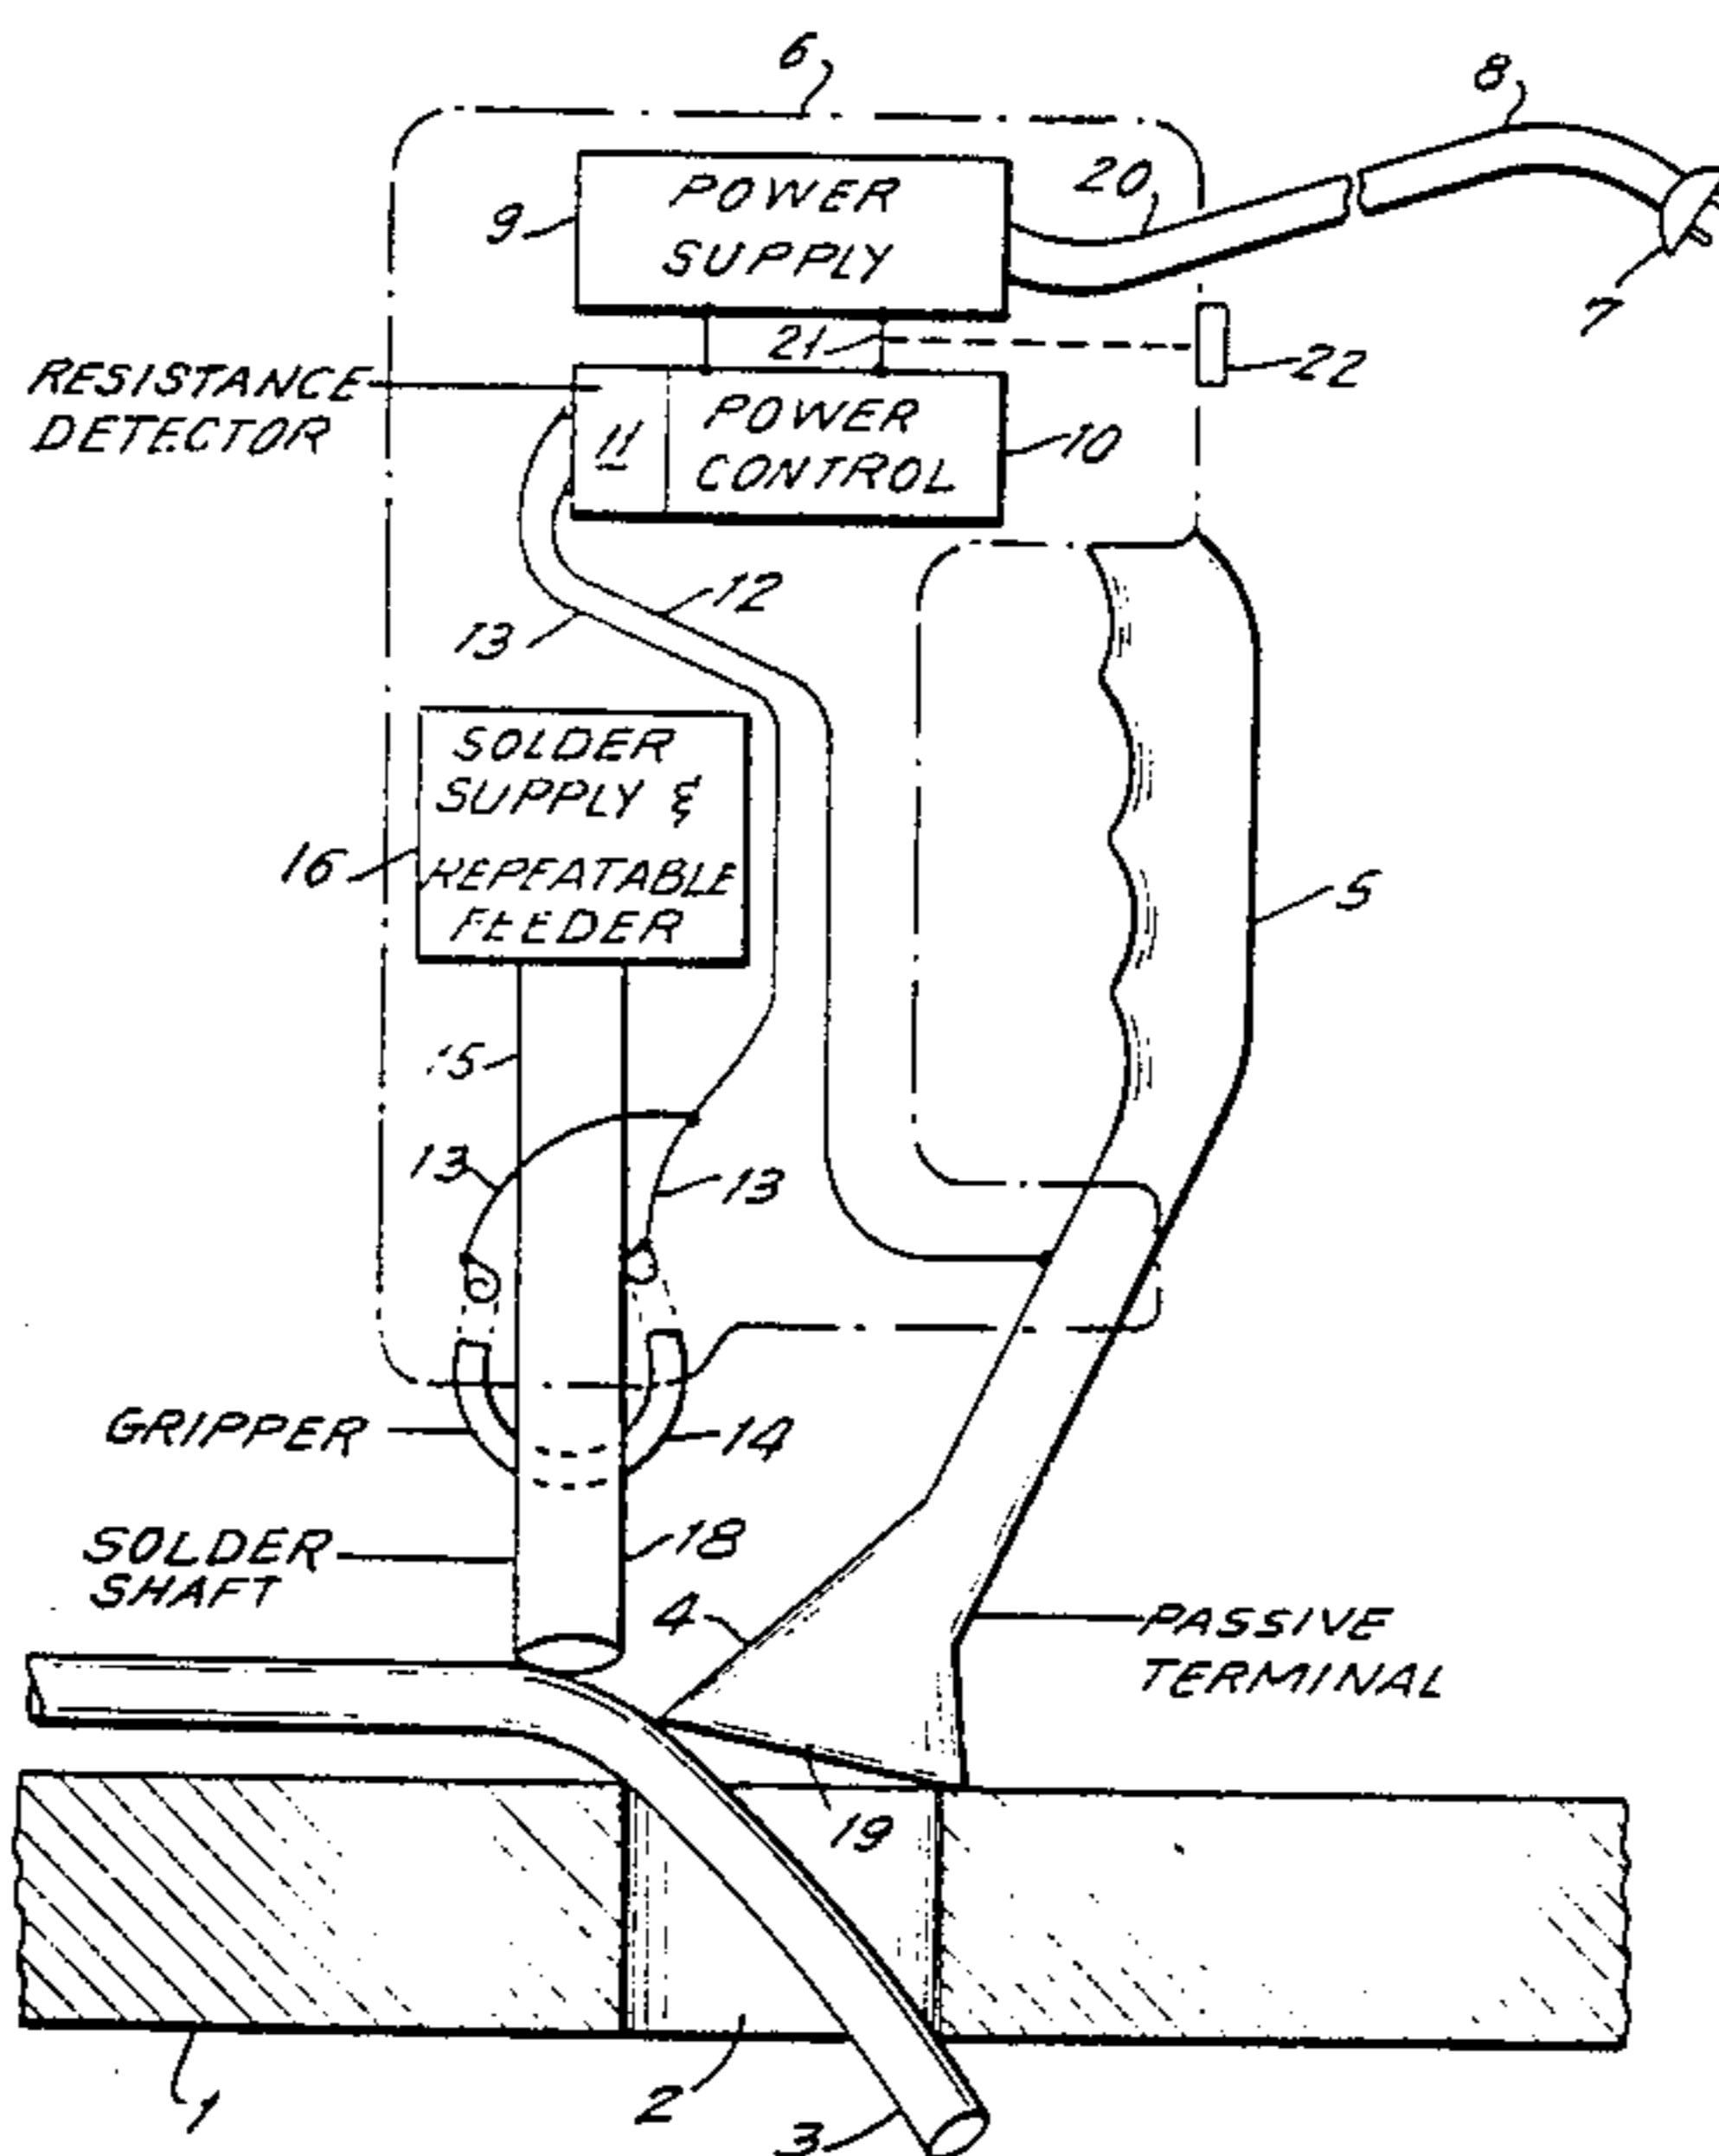 6
8
POWER
SUPPLY
9
20
7
21
22
RESISTANCE
DETECTOR
11
POWER
CONTROL
10
12
13
SOLDER
SUPPLY &
REPEATABLE
FEEDER
16
5
15
13
13
GRIPPER
14
SOLDER
SHAFT
18
4
PASSIVE
TERMINAL
19
1
2
3